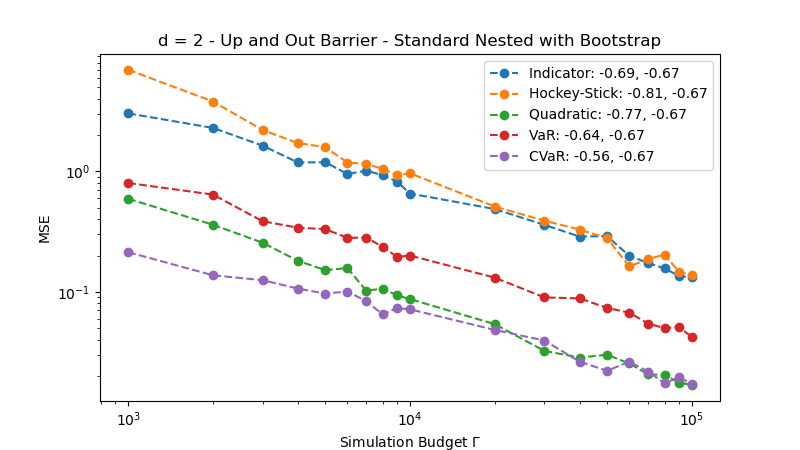 d = 2 - Up and Out Barrier - Standard Nested with Bootstrap
Indicator: -0.69, -0.67
Hockey-Stick: -0.81, -0.67
Quadratic: -0.77, -0.67
VaR: -0.64, -0.67
CVaR: -0.56, -0.67
MSE
10⁰
10⁻¹
10³
10⁴
10⁵
Simulation Budget Γ